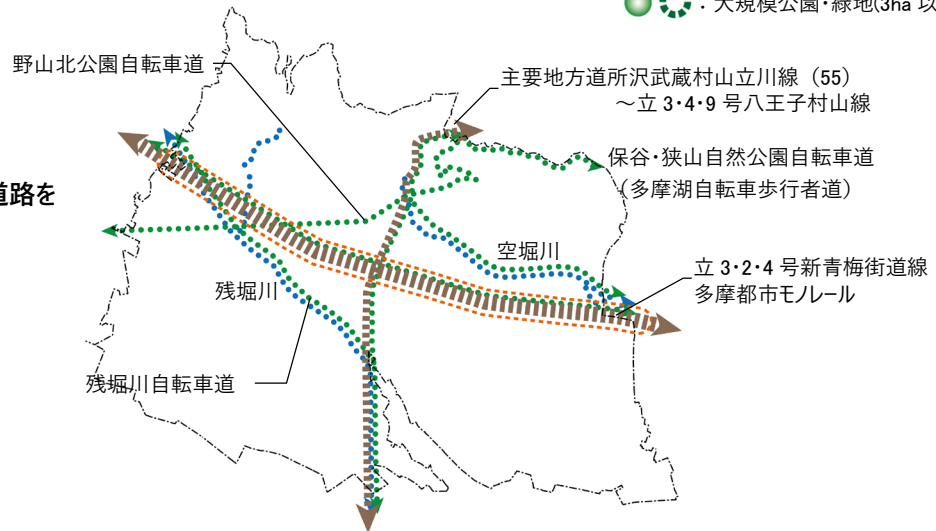 ：大規模公園・緑地(3ha 以
野山北公園自転車道
主要地方道所沢武蔵村山立川線（55）
～立 3・4・9 号八王子村山線
保谷・狭山自然公園自転車道
（多摩湖自転車歩行者道）
道路を
空堀川
立 3・2・4 号新青梅街道線
多摩都市モノレール
残堀川
残堀川自転車道